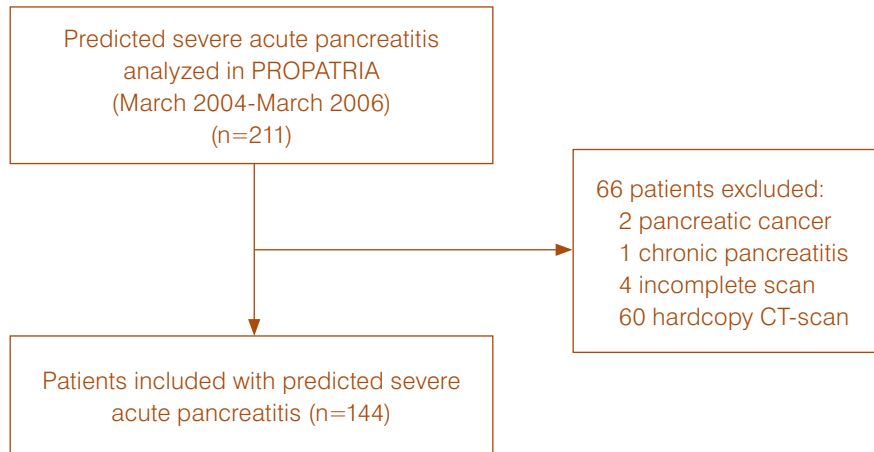 Predicted severe acute pancreatitis
analyzed in PROPATRIA
(March 2004-March 2006)
(n=211)
66 patients excluded:
2 pancreatic cancer
1 chronic pancreatitis
4 incomplete scan
60 hardcopy CT-scan
Patients included with predicted severe
acute pancreatitis (n=144)